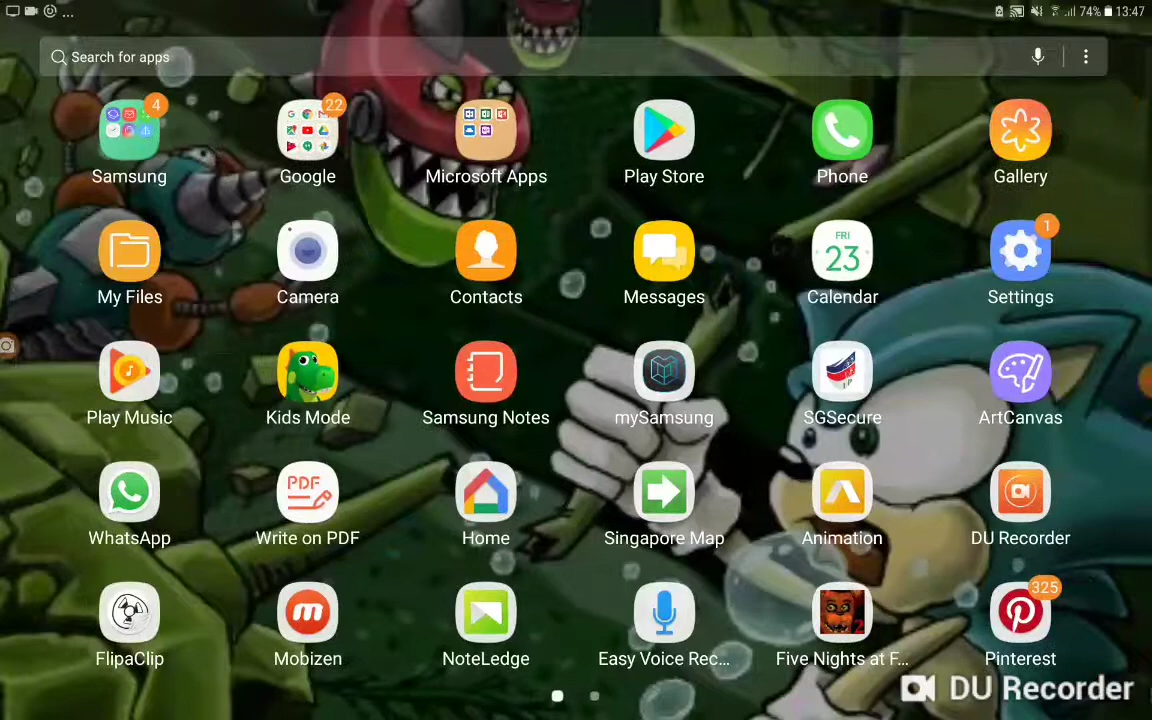 ... 74% 13:47
Search for apps
4 22
Samsung Google Microsoft Apps Play Store Phone Gallery
FRI 23 1
My Files Camera Contacts Messages Calendar Settings
Play Music Kids Mode Samsung Notes mySamsung SGSecure ArtCanvas
PDF
WhatsApp Write on PDF Home Singapore Map Animation DU Recorder
325
FlipaClip Mobizen NoteLedge Easy Voice Rec... Five Nights at F... Pinterest
DU Recorder